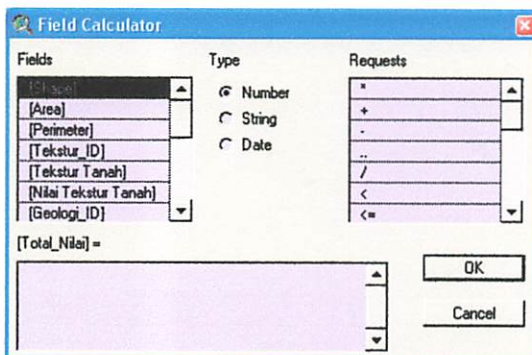 Field Calculator
Fields
Type
Requests
[Shape]
[Area]
[Perimeter]
[Tekstur_ID]
[Tekstur Tanah]
[Nilai Tekstur Tanah]
[Geologi_ID]
Number
String
Date
*
+
-
..
/
<
<=
[Total_Nilai] =
OK
Cancel